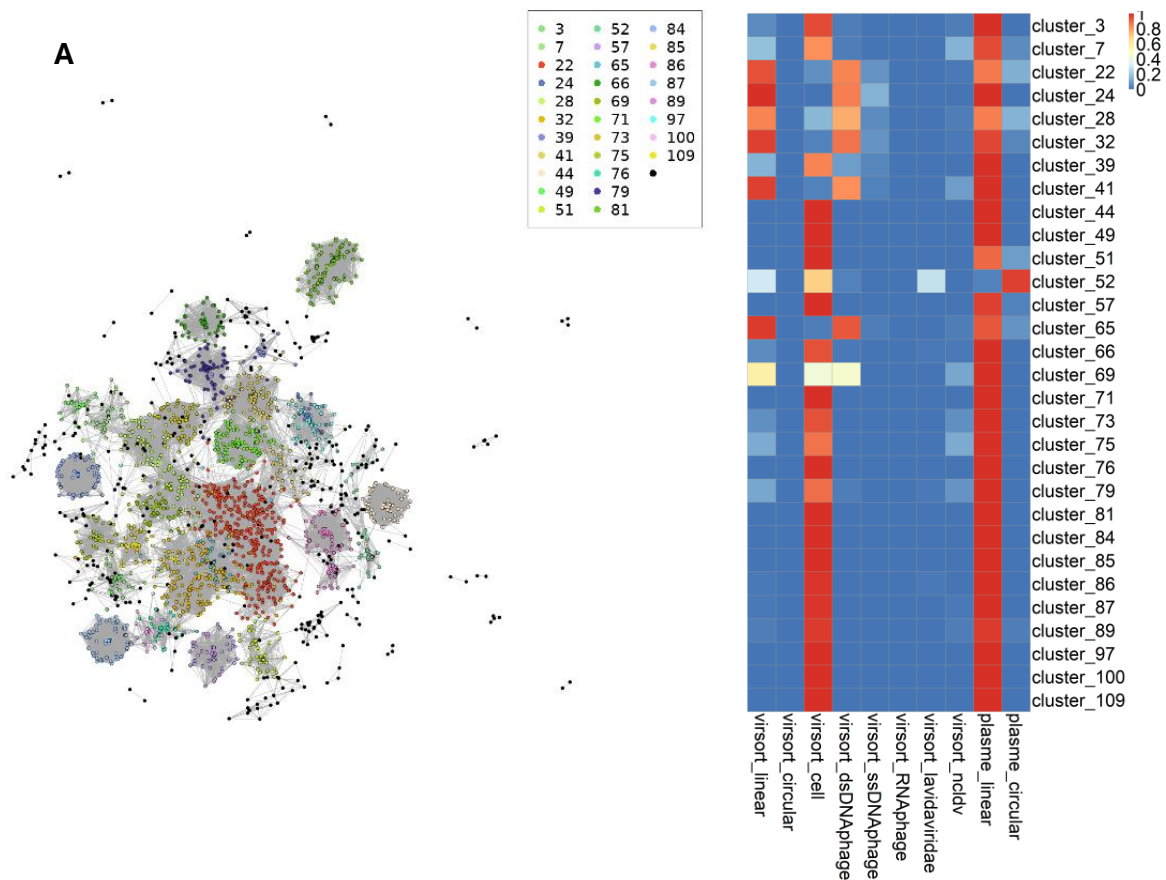 A
3 52 84
7 57 85
22 65 86
24 66 87
28 69 89
32 71 97
39 73 100
41 75 109
44 76
49 79
51 81
1
0.8
0.6
0.4
0.2
0
cluster_3
cluster_7
cluster_22
cluster_24
cluster_28
cluster_32
cluster_39
cluster_41
cluster_44
cluster_49
cluster_51
cluster_52
cluster_57
cluster_65
cluster_66
cluster_69
cluster_71
cluster_73
cluster_75
cluster_76
cluster_79
cluster_81
cluster_84
cluster_85
cluster_86
cluster_87
cluster_89
cluster_97
cluster_100
cluster_109
virsort_linear
virsort_circular
virsort_cell
virsort_dsDNAphage
virsort_ssDNAphage
virsort_RNAphage
virsort_lavidaviridae
virsort_ncldv
plasme_linear
plasme_circular